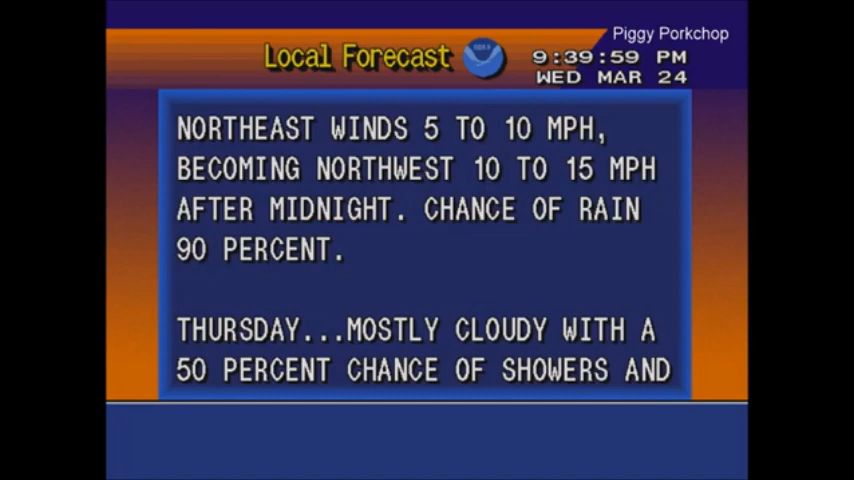 Piggy Porkchop
Local Forecast
9:39:59 PM
WED MAR 24
NORTHEAST WINDS 5 TO 10 MPH,
BECOMING NORTHWEST 10 TO 15 MPH
AFTER MIDNIGHT. CHANCE OF RAIN
90 PERCENT.
THURSDAY...MOSTLY CLOUDY WITH A
50 PERCENT CHANCE OF SHOWERS AND